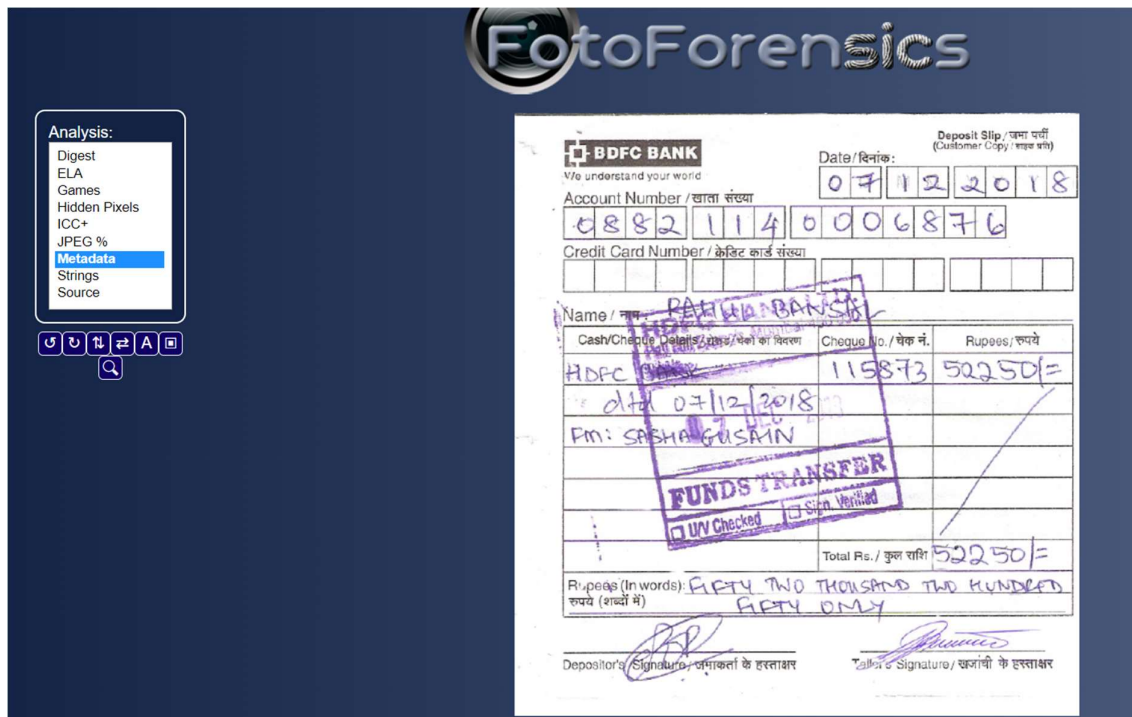 FotoForensics
Analysis:
Digest
ELA
Games
Hidden Pixels
ICC+
JPEG %
Metadata
Strings
Source
A
BDFC BANK
We understand your world
Deposit Slip / जमा पर्ची
(Customer Copy / ग्राहक प्रति)
Date/दिनांक:
0 7 1 2 2 0 1 8
Account Number / खाता संख्या
0 8 8 2 1 1 4 0 0 0 6 8 7 6
Credit Card Number / क्रेडिट कार्ड संख्या
Name / नाम: RAHUL BANSAL
Cash/Cheque Details / चेकों का विवरण Cheque No. / चेक नं. Rupees/रुपये
HDFC 115873 52250/=
dtd 07/12/2018
07 DEC 2018
Fm: SASHA GUSAIN
FUNDS TRANSFER
U/V Checked Sign. Verified
Total Rs./ कुल राशि 52250/=
Rupees (In words): FIFTY TWO THOUSAND TWO HUNDRED
रुपये (शब्दों में) FIFTY ONLY
Depositor's Signature / जमाकर्ता के हस्ताक्षर Teller's Signature / खजांची के हस्ताक्षर